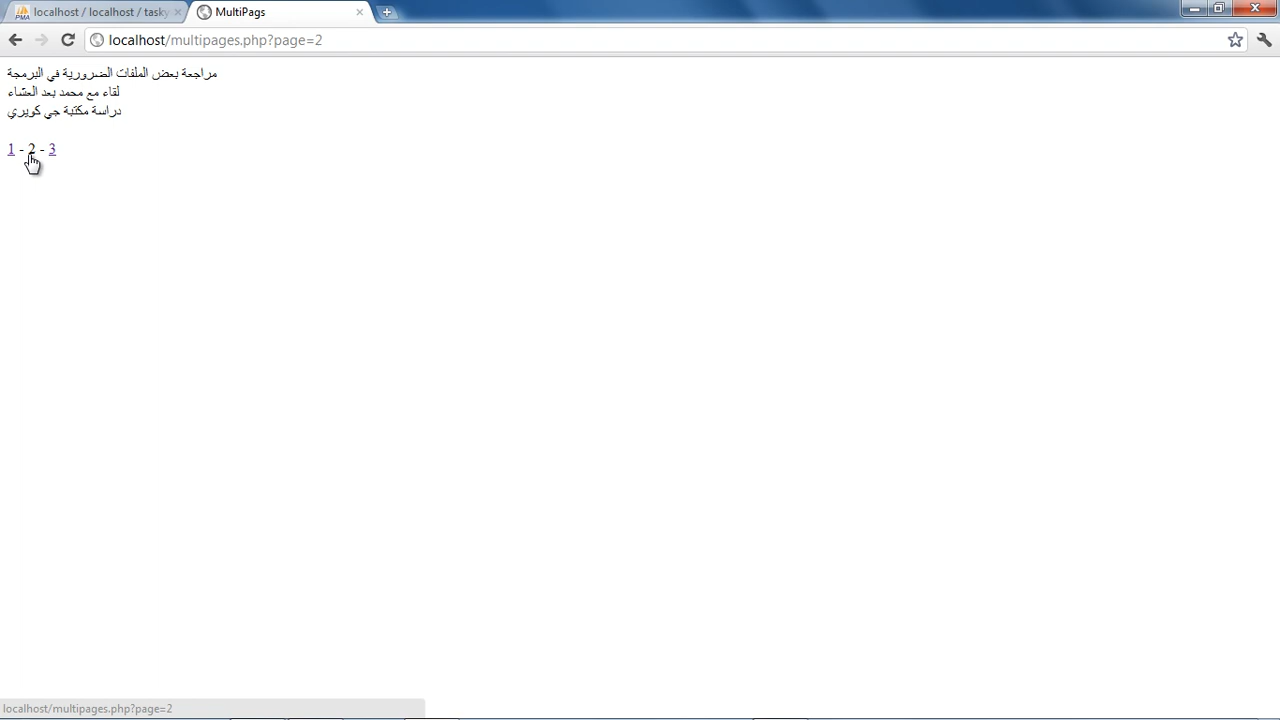 localhost / localhost / tasky
MultiPags
localhost/multipages.php?page=2
مراجعة بعض الملفات الضرورية في البرمجة
لقاء مع محمد بعد العشاء
دراسة مكتبة جي كويري
1 - 2 - 3
localhost/multipages.php?page=2